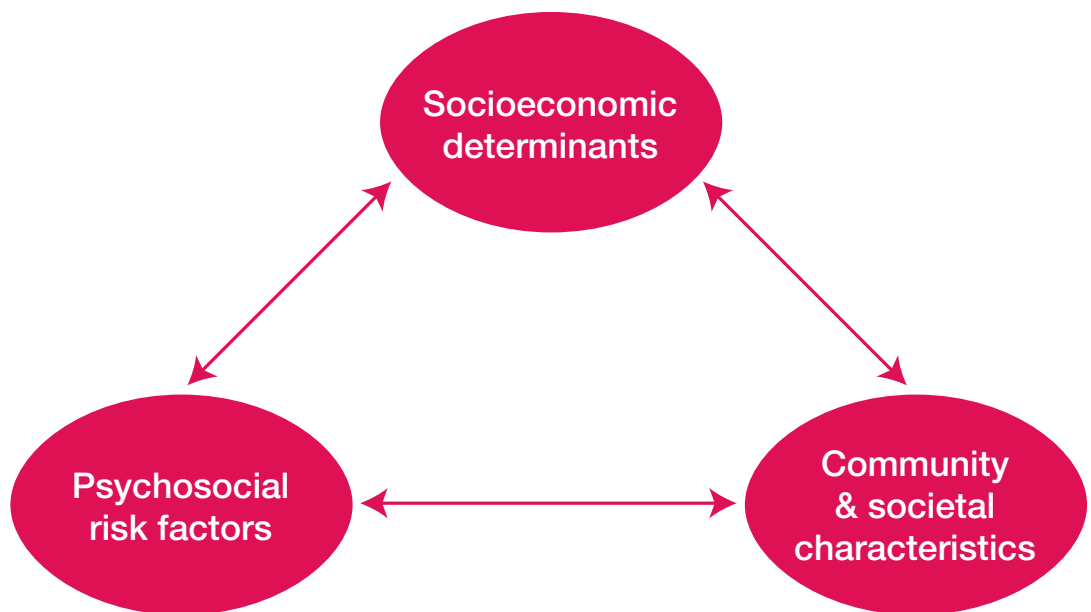 Socioeconomic
determinants
Psychosocial
risk factors
Community
& societal
characteristics